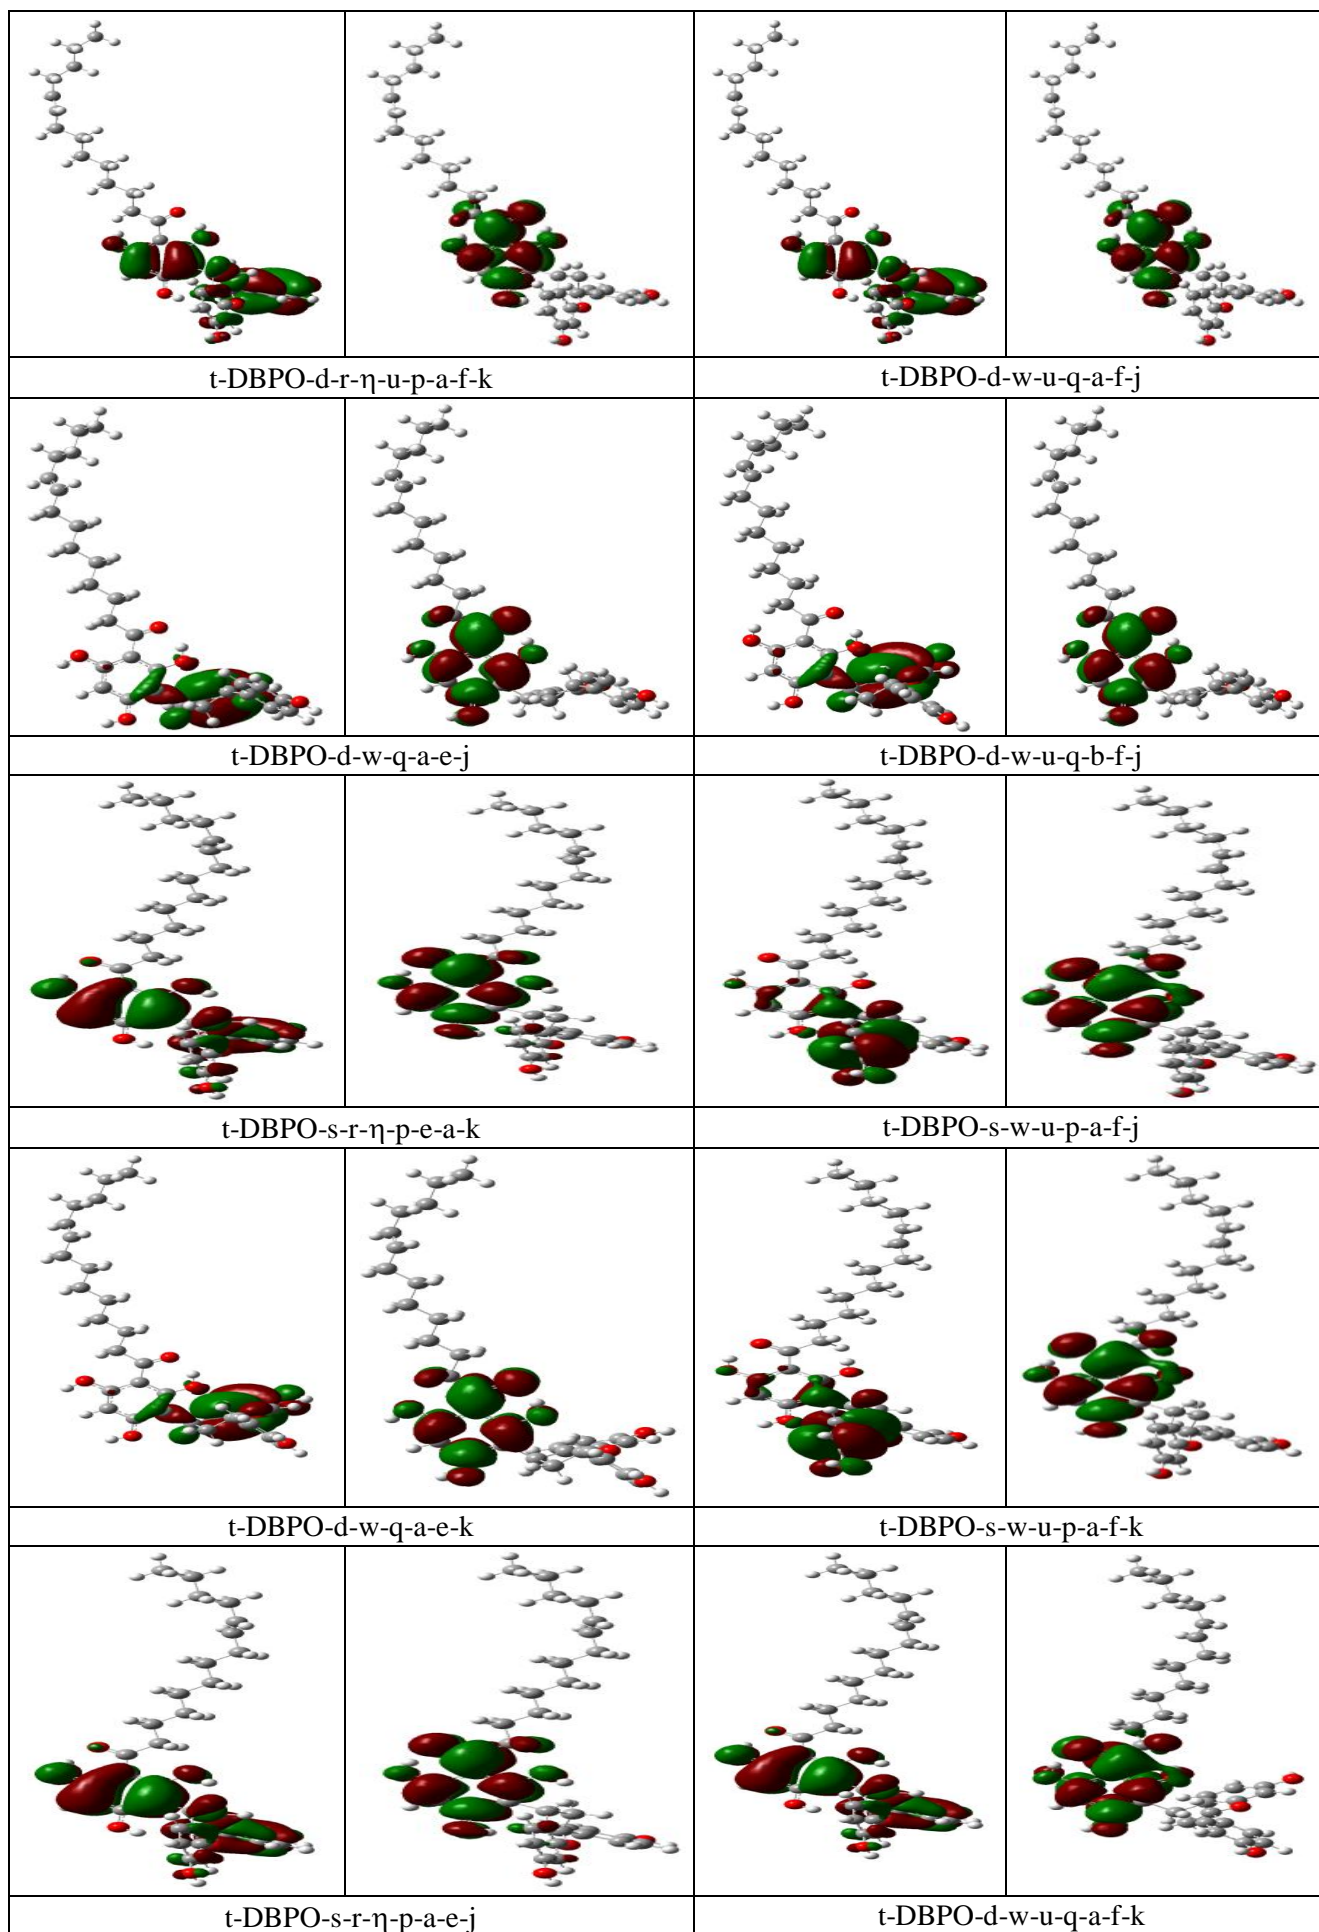 t-DBPO-d-r-η-u-p-a-f-k
t-DBPO-d-w-u-q-a-f-j
t-DBPO-d-w-q-a-e-j
t-DBPO-d-w-u-q-b-f-j
t-DBPO-s-r-η-p-e-a-k
t-DBPO-s-w-u-p-a-f-j
t-DBPO-d-w-q-a-e-k
t-DBPO-s-w-u-p-a-f-k
t-DBPO-s-r-η-p-a-e-j
t-DBPO-d-w-u-q-a-f-k